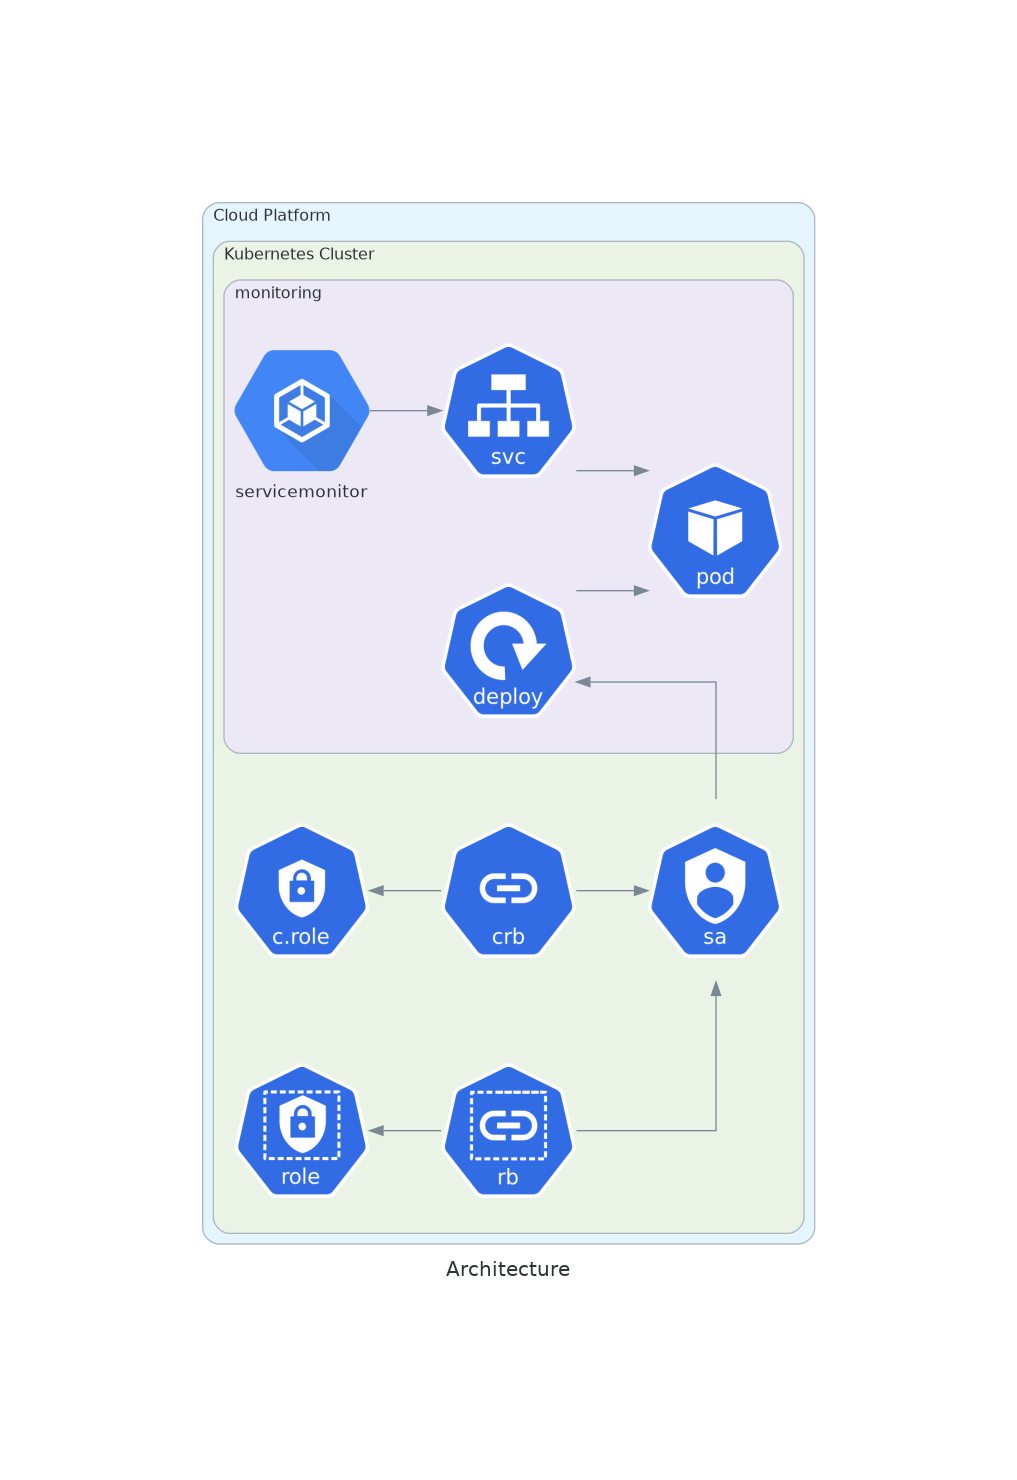 Cloud Platform
Kubernetes Cluster
monitoring
svc
servicemonitor
pod
deploy
c.role
crb
sa
role
rb
Architecture